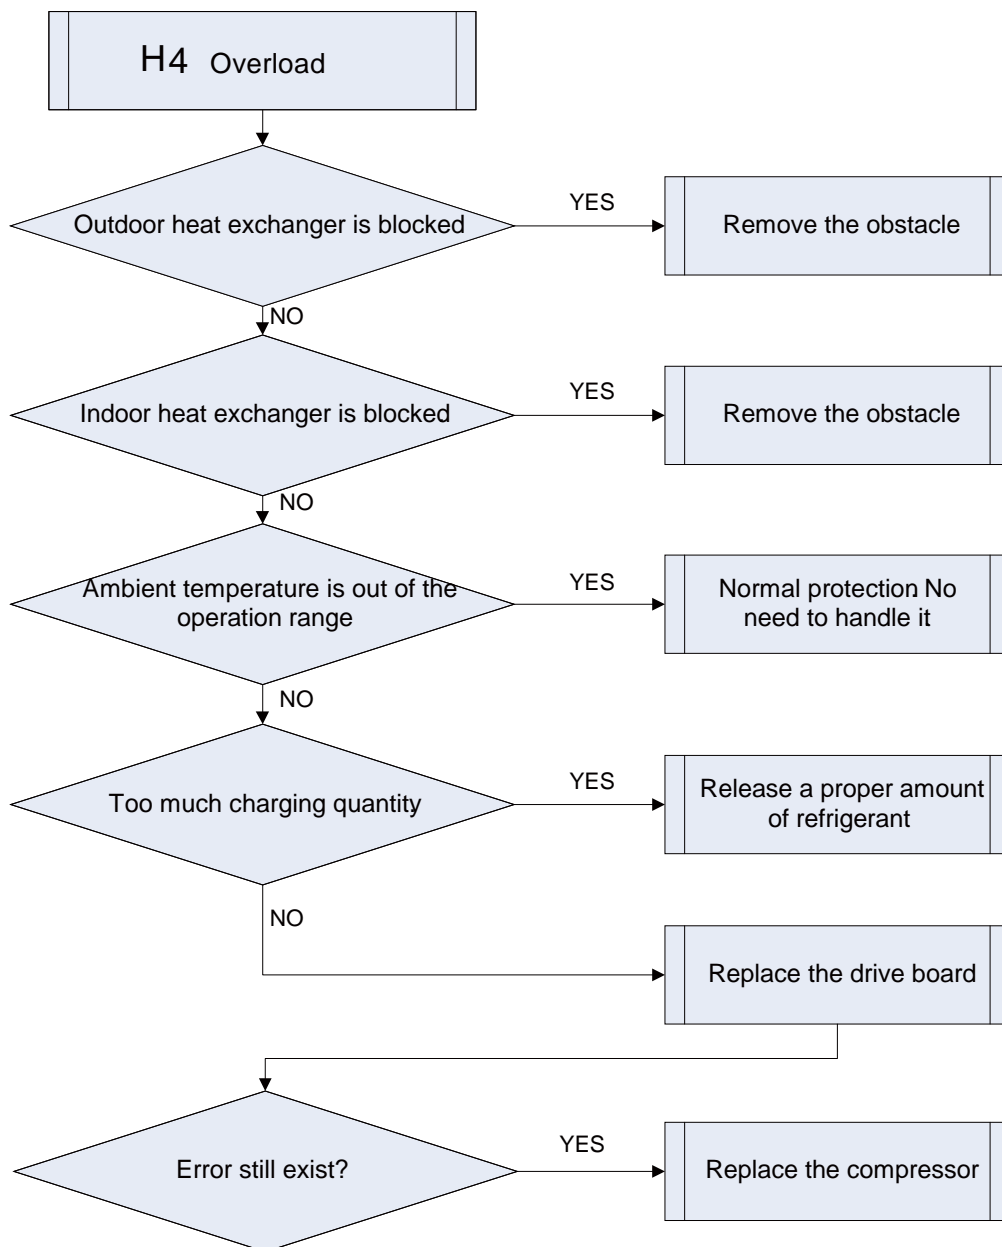 H4 Overload
Outdoor heat exchanger is blocked
YES
Remove the obstacle
NO
Indoor heat exchanger is blocked
YES
Remove the obstacle
NO
Ambient temperature is out of the
operation range
YES
Normal protection. No
need to handle it
NO
Too much charging quantity
YES
Release a proper amount
of refrigerant
NO
Replace the drive board
Error still exist?
YES
Replace the compressor